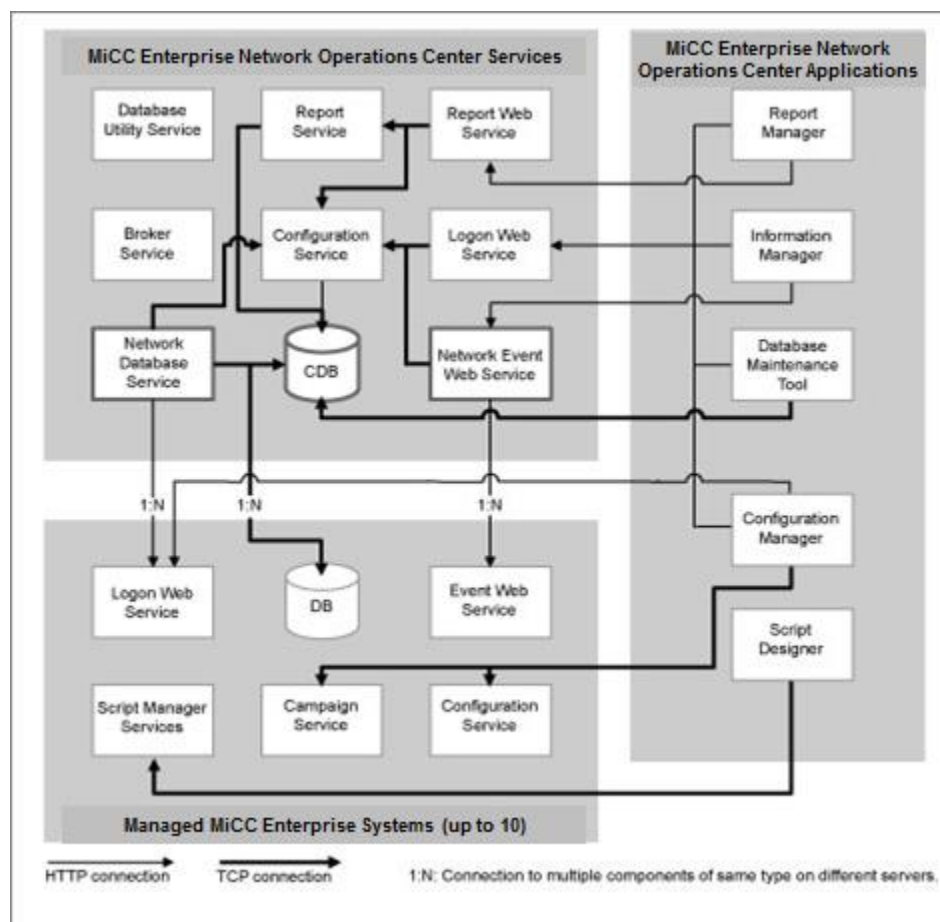 MiCC Enterprise Network Operations Center Services
MiCC Enterprise Network
Operations Center Applications
Database
Utility Service
Report
Service
Report Web
Service
Report
Manager
Broker
Service
Configuration
Service
Logon Web
Service
Information
Manager
Network
Database
Service
CDB
Network Event
Web Service
Database
Maintenance
Tool
1:N
1:N
1:N
Configuration
Manager
Logon Web
Service
DB
Event Web
Service
Script
Designer
Script Manager
Services
Campaign
Service
Configuration
Service
Managed MiCC Enterprise Systems (up to 10)
HTTP connection
TCP connection
1:N: Connection to multiple components of same type on different servers.